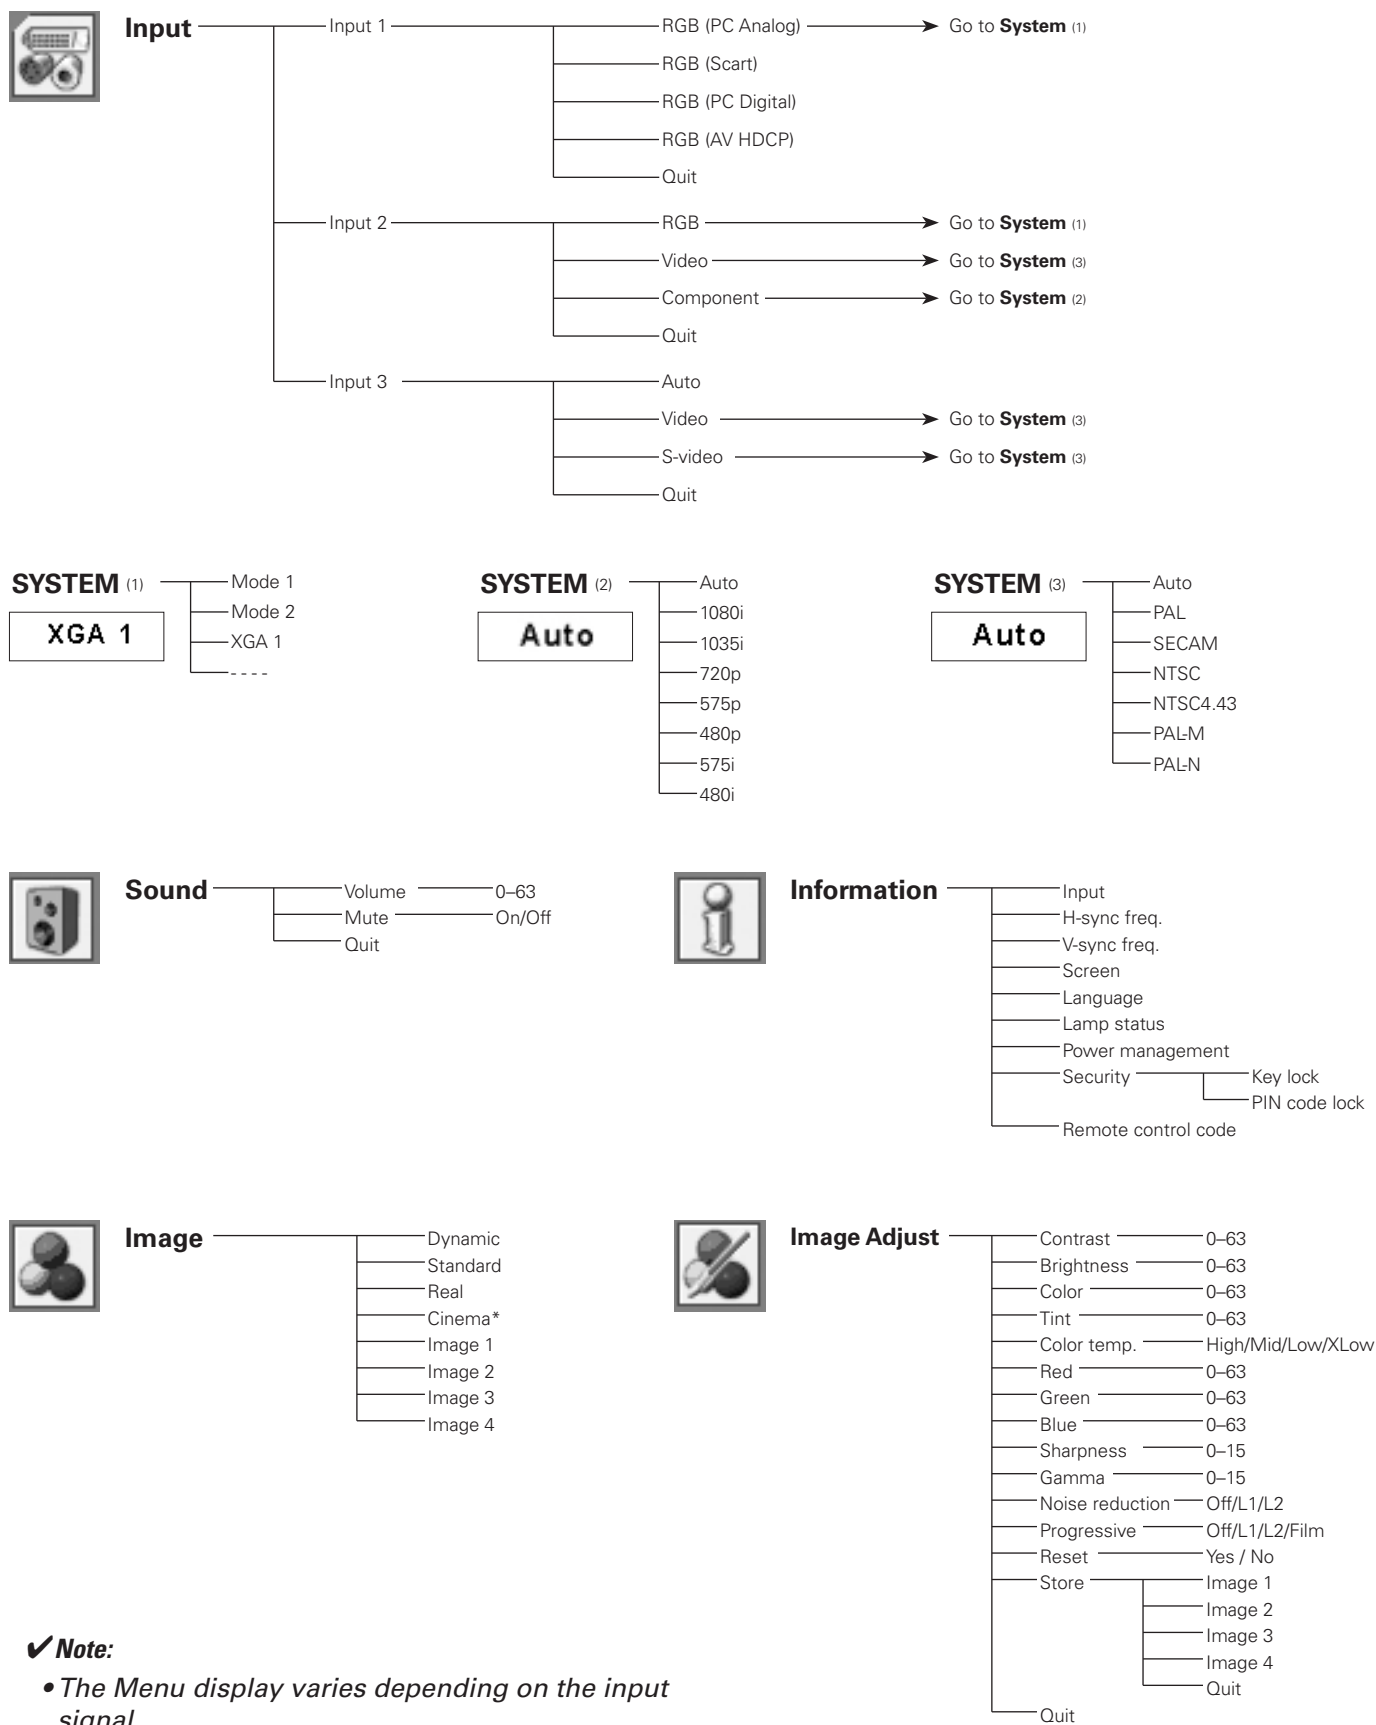 Input
Input 1
RGB (PC Analog)
Go to System (1)
RGB (Scart)
RGB (PC Digital)
RGB (AV HDCP)
Quit
Input 2
RGB
Go to System (1)
Video
Go to System (3)
Component
Go to System (2)
Quit
Input 3
Auto
Video
Go to System (3)
S-video
Go to System (3)
Quit
SYSTEM (1)
XGA 1
Mode 1
Mode 2
XGA 1
- - - -
SYSTEM (2)
Auto
Auto
1080i
1035i
720p
575p
480p
575i
480i
SYSTEM (3)
Auto
Auto
PAL
SECAM
NTSC
NTSC4.43
PAL-M
PAL-N
Sound
Volume
0–63
Mute
On/Off
Quit
Information
Input
H-sync freq.
V-sync freq.
Screen
Language
Lamp status
Power management
Security
Key lock
PIN code lock
Remote control code
Image
Dynamic
Standard
Real
Cinema*
Image 1
Image 2
Image 3
Image 4
Image Adjust
Contrast
0–63
Brightness
0–63
Color
0–63
Tint
0–63
Color temp.
High/Mid/Low/XLow
Red
0–63
Green
0–63
Blue
0–63
Sharpness
0–15
Gamma
0–15
Noise reduction
Off/L1/L2
Progressive
Off/L1/L2/Film
Reset
Yes / No
Store
Image 1
Image 2
Image 3
Image 4
Quit
Quit
✔Note:
•The Menu display varies depending on the input
signal